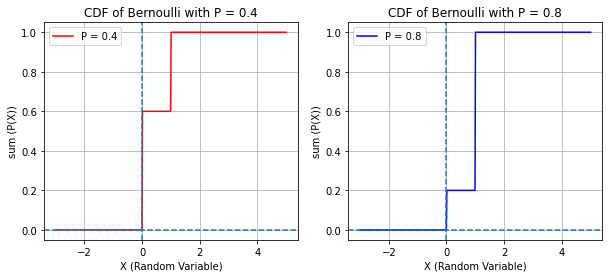 CDF of Bernoulli with P = 0.4
P = 0.4
1.0
0.8
0.6
0.4
0.2
0.0
sum (P(X))
−2 0 2 4
X (Random Variable)
CDF of Bernoulli with P = 0.8
P = 0.8
1.0
0.8
0.6
0.4
0.2
0.0
sum (P(X))
−2 0 2 4
X (Random Variable)